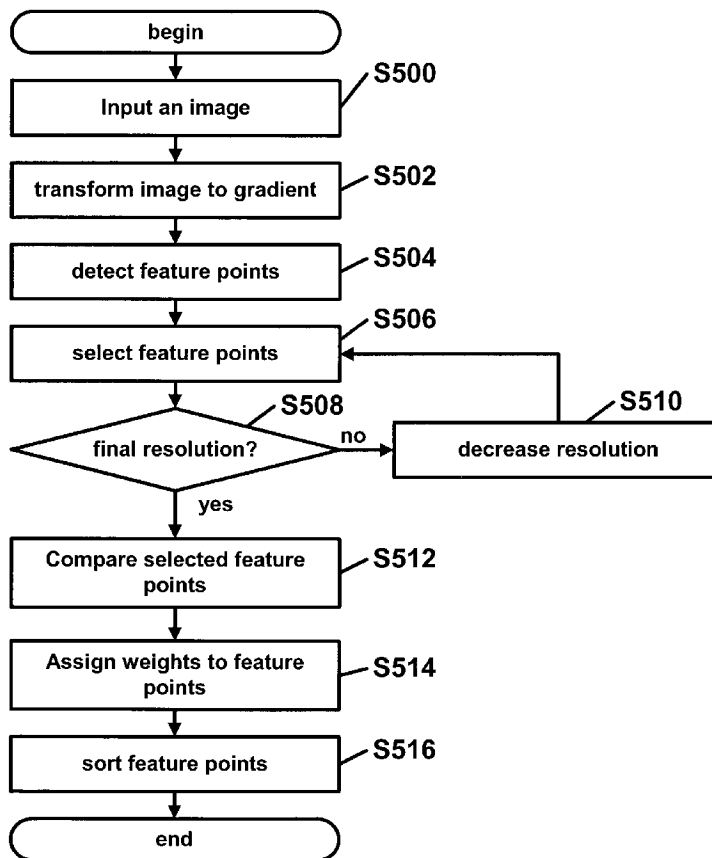 begin
S500
Input an image
S502
transform image to gradient
S504
detect feature points
S506
select feature points
S508
final resolution?
no
S510
decrease resolution
yes
Compare selected feature
points
S512
Assign weights to feature
points
S514
S516
sort feature points
end